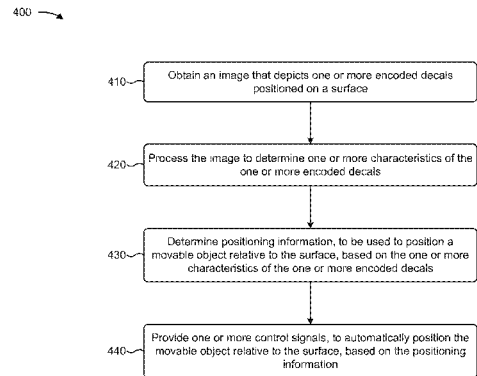 400
410
Obtain an image that depicts one or more encoded decals
positioned on a surface
420
Process the image to determine one or more characteristics of the
one or more encoded decals
430
Determine positioning information, to be used to position a
movable object relative to the surface, based on the one or more
characteristics of the one or more encoded decals
440
Provide one or more control signals, to automatically position the
movable object relative to the surface, based on the positioning
information